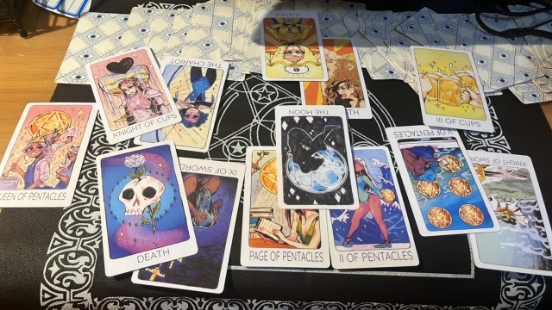 JUSTICE
KNIGHT OF CUPS
THE CHARIOT
THE MOON
III OF CUPS
QUEEN OF PENTACLES
DEATH
IX OF SWORDS
PAGE OF PENTACLES
II OF PENTACLES
OF PENTACLES
KNIGHT OF SWORDS